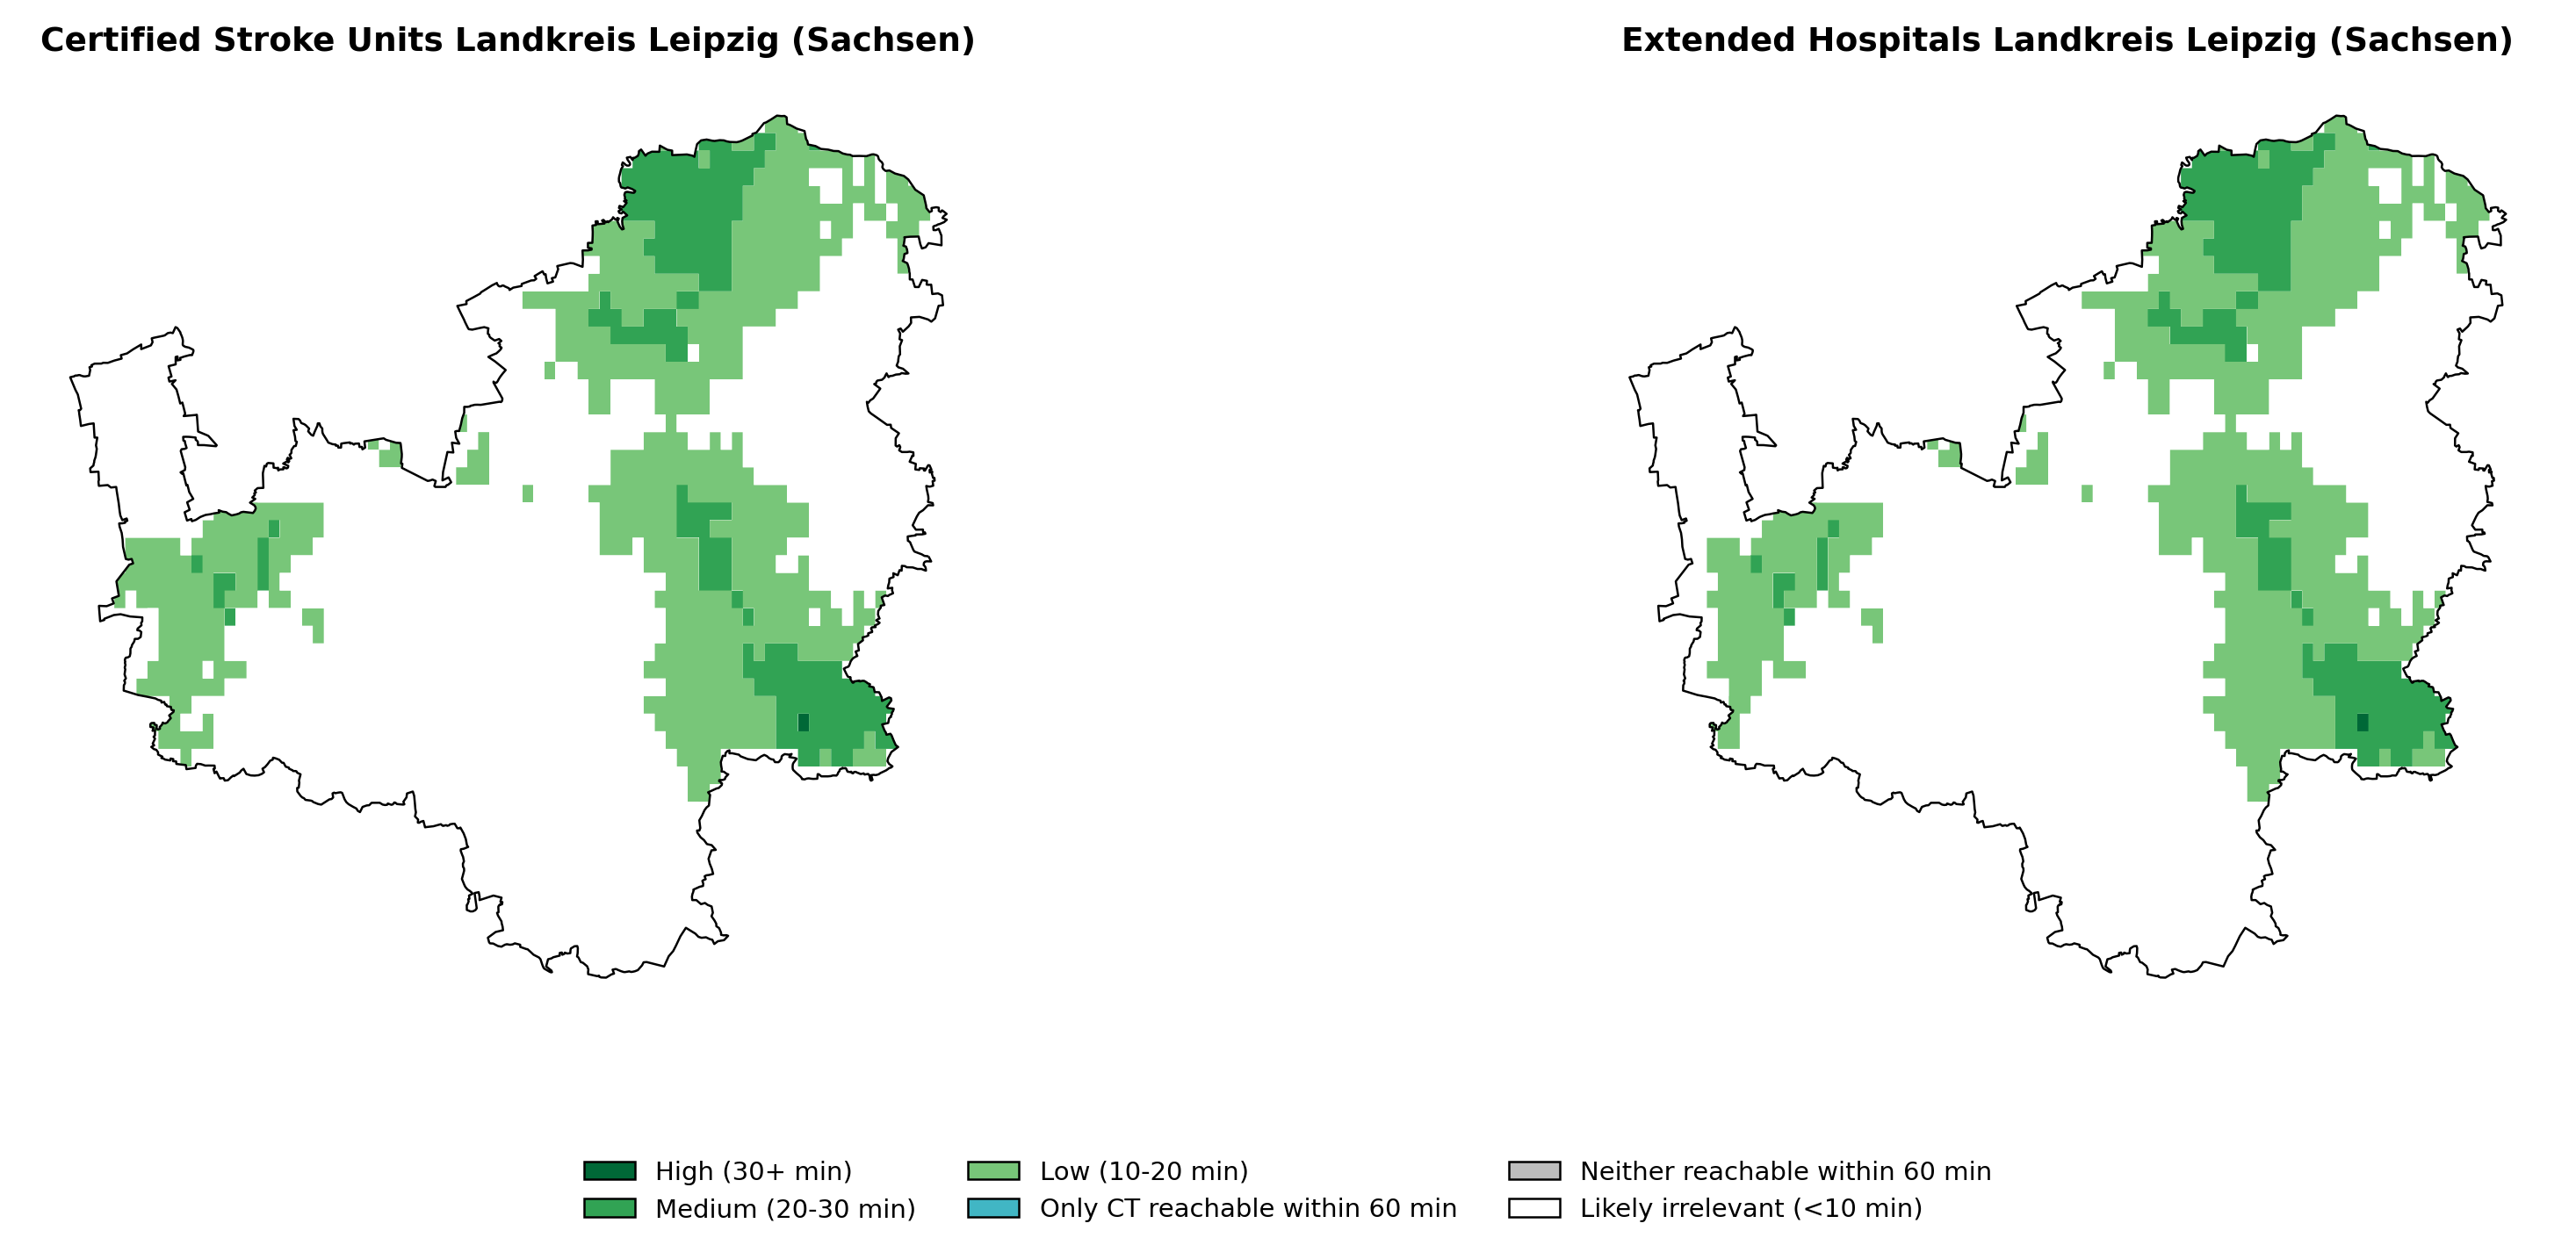 Certified Stroke Units Landkreis Leipzig (Sachsen)
Extended Hospitals Landkreis Leipzig (Sachsen)
High (30+ min)
Medium (20-30 min)
Low (10-20 min)
Only CT reachable within 60 min
Neither reachable within 60 min
Likely irrelevant (<10 min)